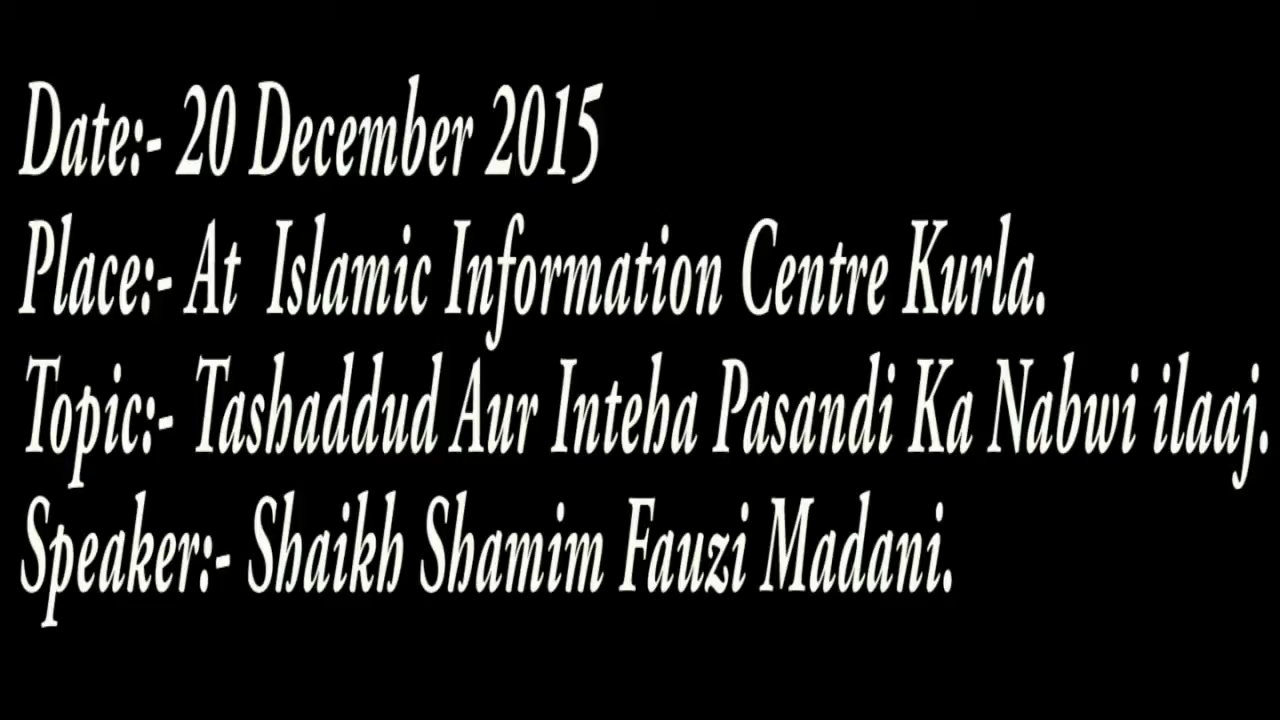 Date:- 20 December 2015
Place:- At Islamic Information Centre Kurla.
Topic:- Tashaddud Aur Inteha Pasandi Ka Nabwi ilaaj.
Speaker:- Shaikh Shamim Fauzi Madani.